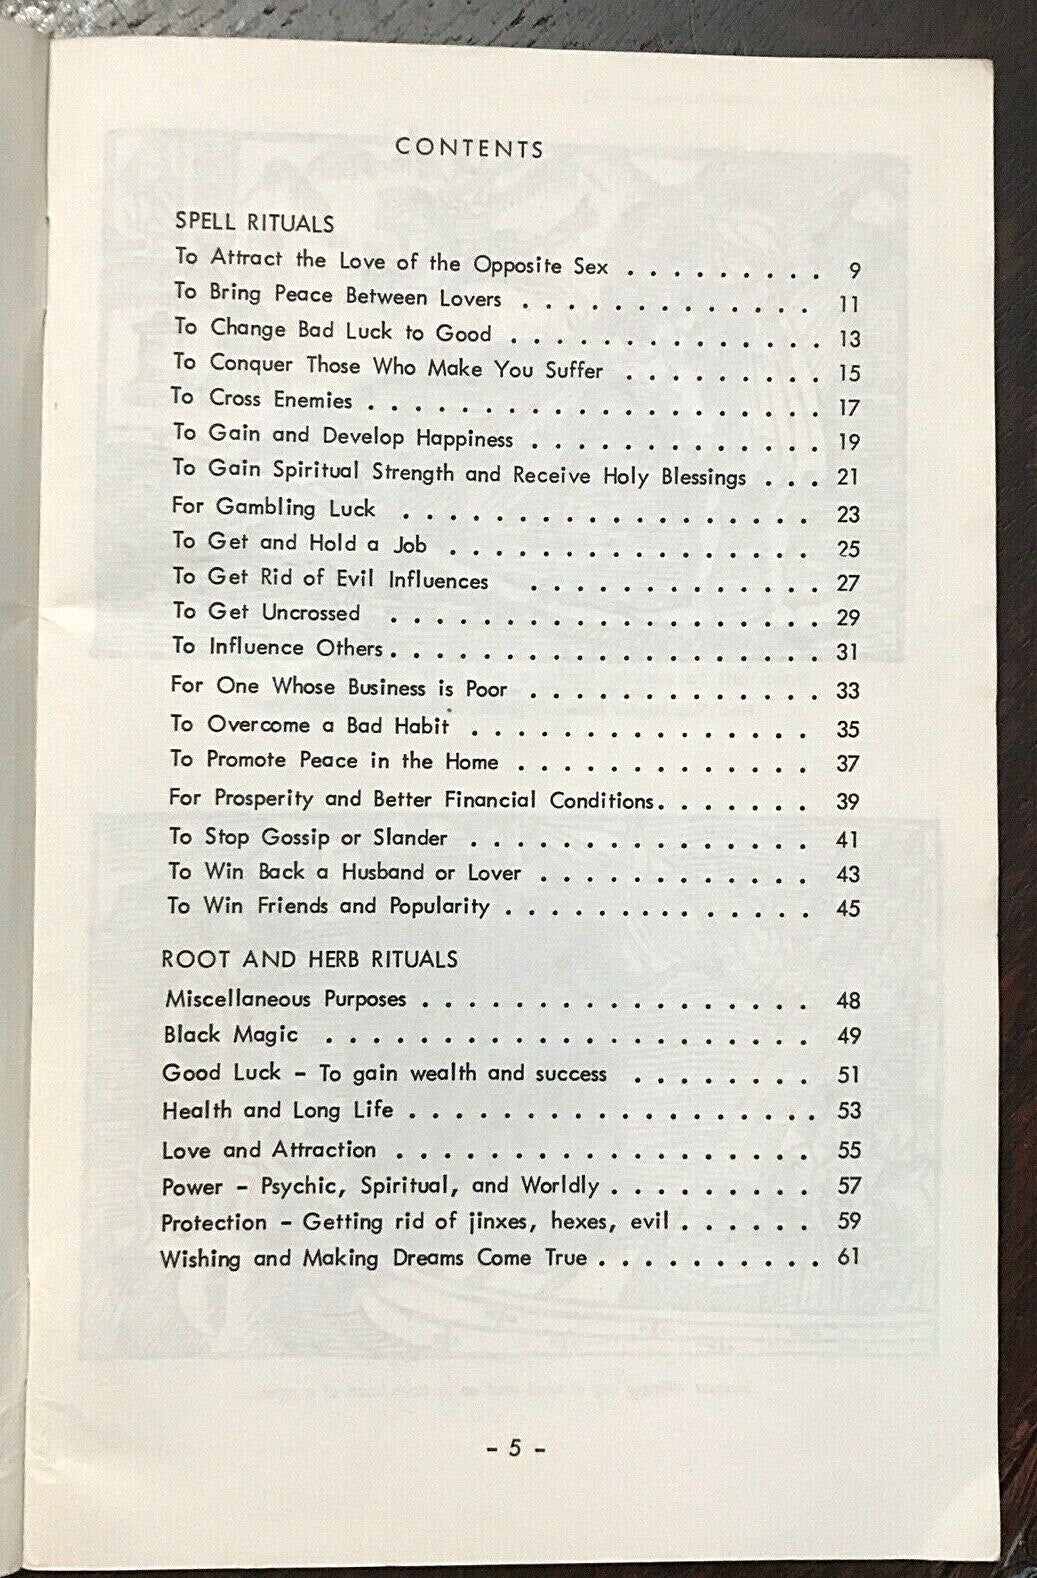 CONTENTS
SPELL RITUALS
To Attract the Love of the Opposite Sex . . . . . . . . . 9
To Bring Peace Between Lovers . . . . . . . . . . . . . 11
To Change Bad Luck to Good . . . . . . . . . . . . . . 13
To Conquer Those Who Make You Suffer . . . . . . . . . 15
To Cross Enemies . . . . . . . . . . . . . . . . . . . . 17
To Gain and Develop Happiness . . . . . . . . . . . . . 19
To Gain Spiritual Strength and Receive Holy Blessings . . . 21
For Gambling Luck . . . . . . . . . . . . . . . . . . 23
To Get and Hold a Job . . . . . . . . . . . . . . . . 25
To Get Rid of Evil Influences . . . . . . . . . . . . . 27
To Get Uncrossed . . . . . . . . . . . . . . . . . . . 29
To Influence Others . . . . . . . . . . . . . . . . . . . 31
For One Whose Business is Poor . . . . . . . . . . . . . 33
To Overcome a Bad Habit . . . . . . . . . . . . . . . 35
To Promote Peace in the Home . . . . . . . . . . . . . 37
For Prosperity and Better Financial Conditions . . . . . . . 39
To Stop Gossip or Slander . . . . . . . . . . . . . . . 41
To Win Back a Husband or Lover . . . . . . . . . . . . 43
To Win Friends and Popularity . . . . . . . . . . . . . . 45
ROOT AND HERB RITUALS
Miscellaneous Purposes . . . . . . . . . . . . . . . . . 48
Black Magic . . . . . . . . . . . . . . . . . . . . . 49
Good Luck - To gain wealth and success . . . . . . . . 51
Health and Long Life . . . . . . . . . . . . . . . . . . 53
Love and Attraction . . . . . . . . . . . . . . . . . . 55
Power - Psychic, Spiritual, and Worldly . . . . . . . . . 57
Protection - Getting rid of jinxes, hexes, evil . . . . . . 59
Wishing and Making Dreams Come True . . . . . . . . . . 61
- 5 -